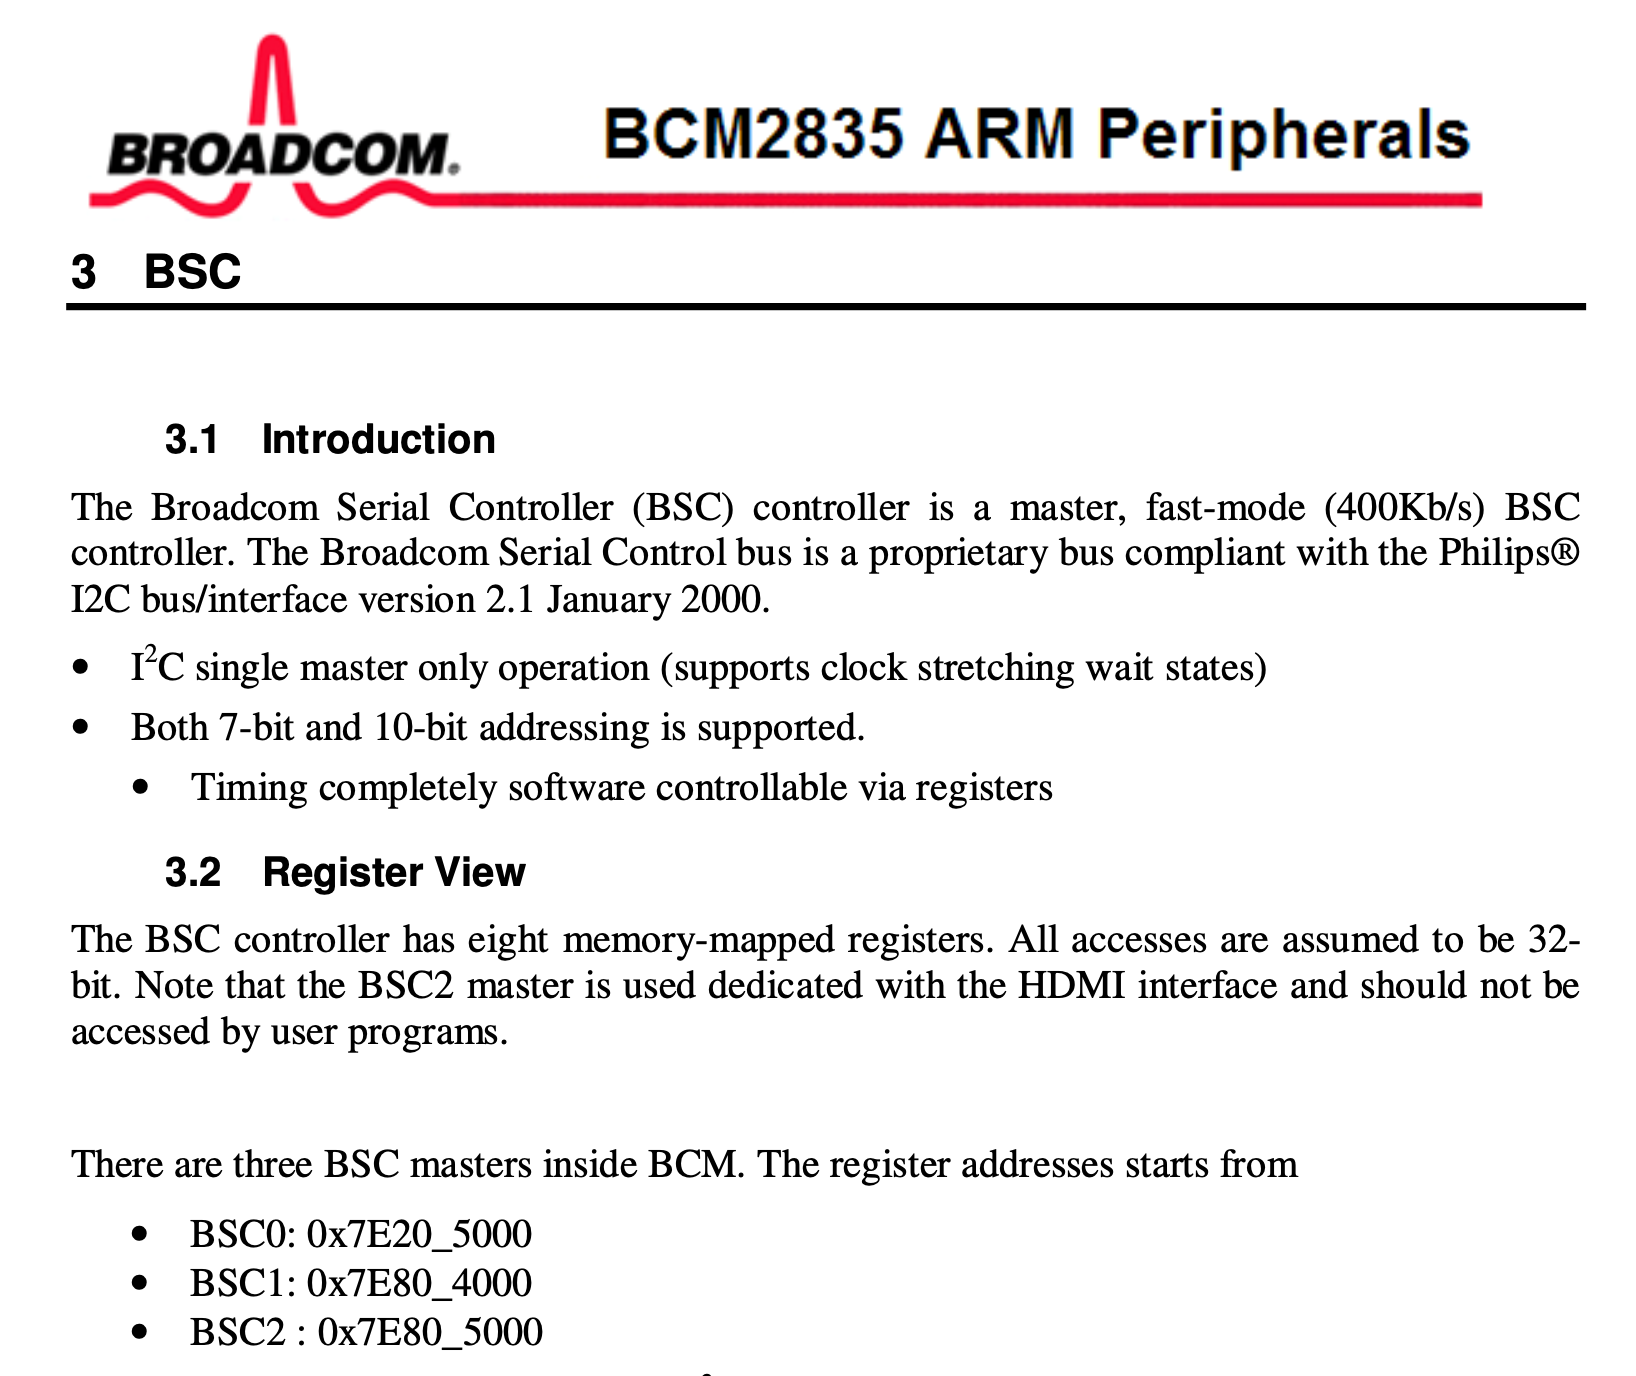 BROADCOM.
BCM2835 ARM Peripherals
3 BSC
3.1 Introduction
The Broadcom Serial Controller (BSC) controller is a master, fast-mode (400Kb/s) BSC
controller. The Broadcom Serial Control bus is a proprietary bus compliant with the Philips®
I2C bus/interface version 2.1 January 2000.
• I²C single master only operation (supports clock stretching wait states)
• Both 7-bit and 10-bit addressing is supported.
• Timing completely software controllable via registers
3.2 Register View
The BSC controller has eight memory-mapped registers. All accesses are assumed to be 32-
bit. Note that the BSC2 master is used dedicated with the HDMI interface and should not be
accessed by user programs.
There are three BSC masters inside BCM. The register addresses starts from
• BSC0: 0x7E20_5000
• BSC1: 0x7E80_4000
• BSC2 : 0x7E80_5000